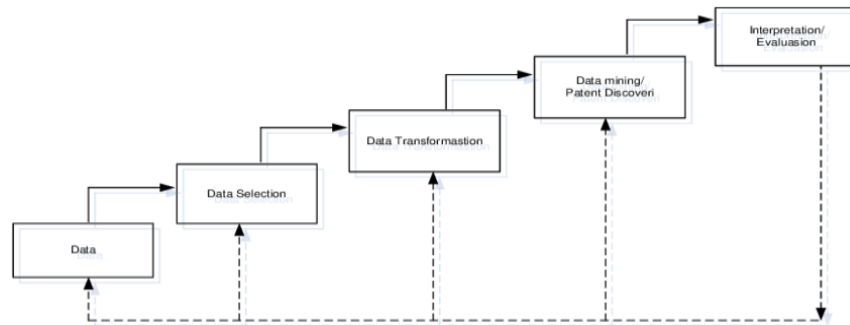 Interpretation/
Evaluasion
Data mining/
Patent Discoveri
Data Transformastion
Data Selection
Data